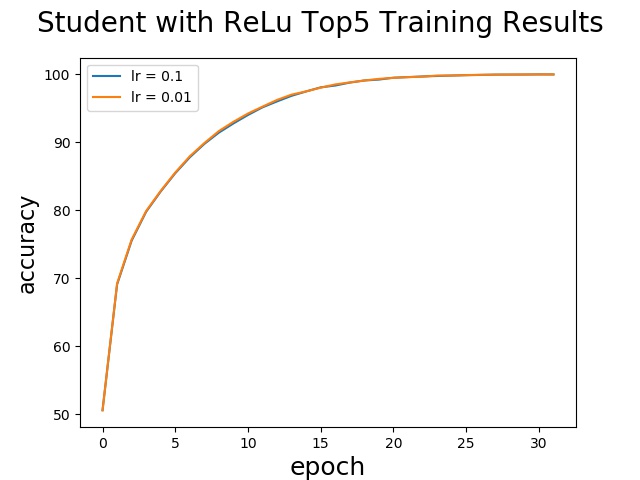 Student with ReLu Top5 Training Results
lr = 0.1
lr = 0.01
100
90
80
70
60
50
accuracy
0 5 10 15 20 25 30
epoch